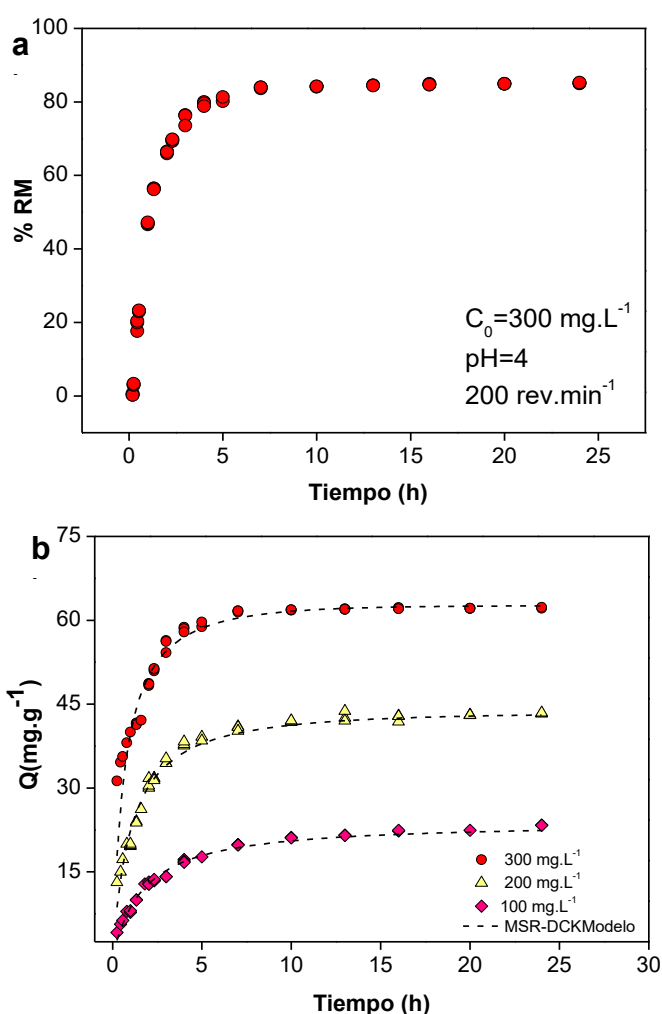 a
100
80
60
40
20
0
% RM
C₀=300 mg.L⁻¹
pH=4
200 rev.min⁻¹
0 5 10 15 20 25
Tiempo (h)
b
75
60
45
30
15
Q(mg.g⁻¹)
300 mg.L⁻¹
200 mg.L⁻¹
100 mg.L⁻¹
MSR-DCKModelo
0 5 10 15 20 25 30
Tiempo (h)